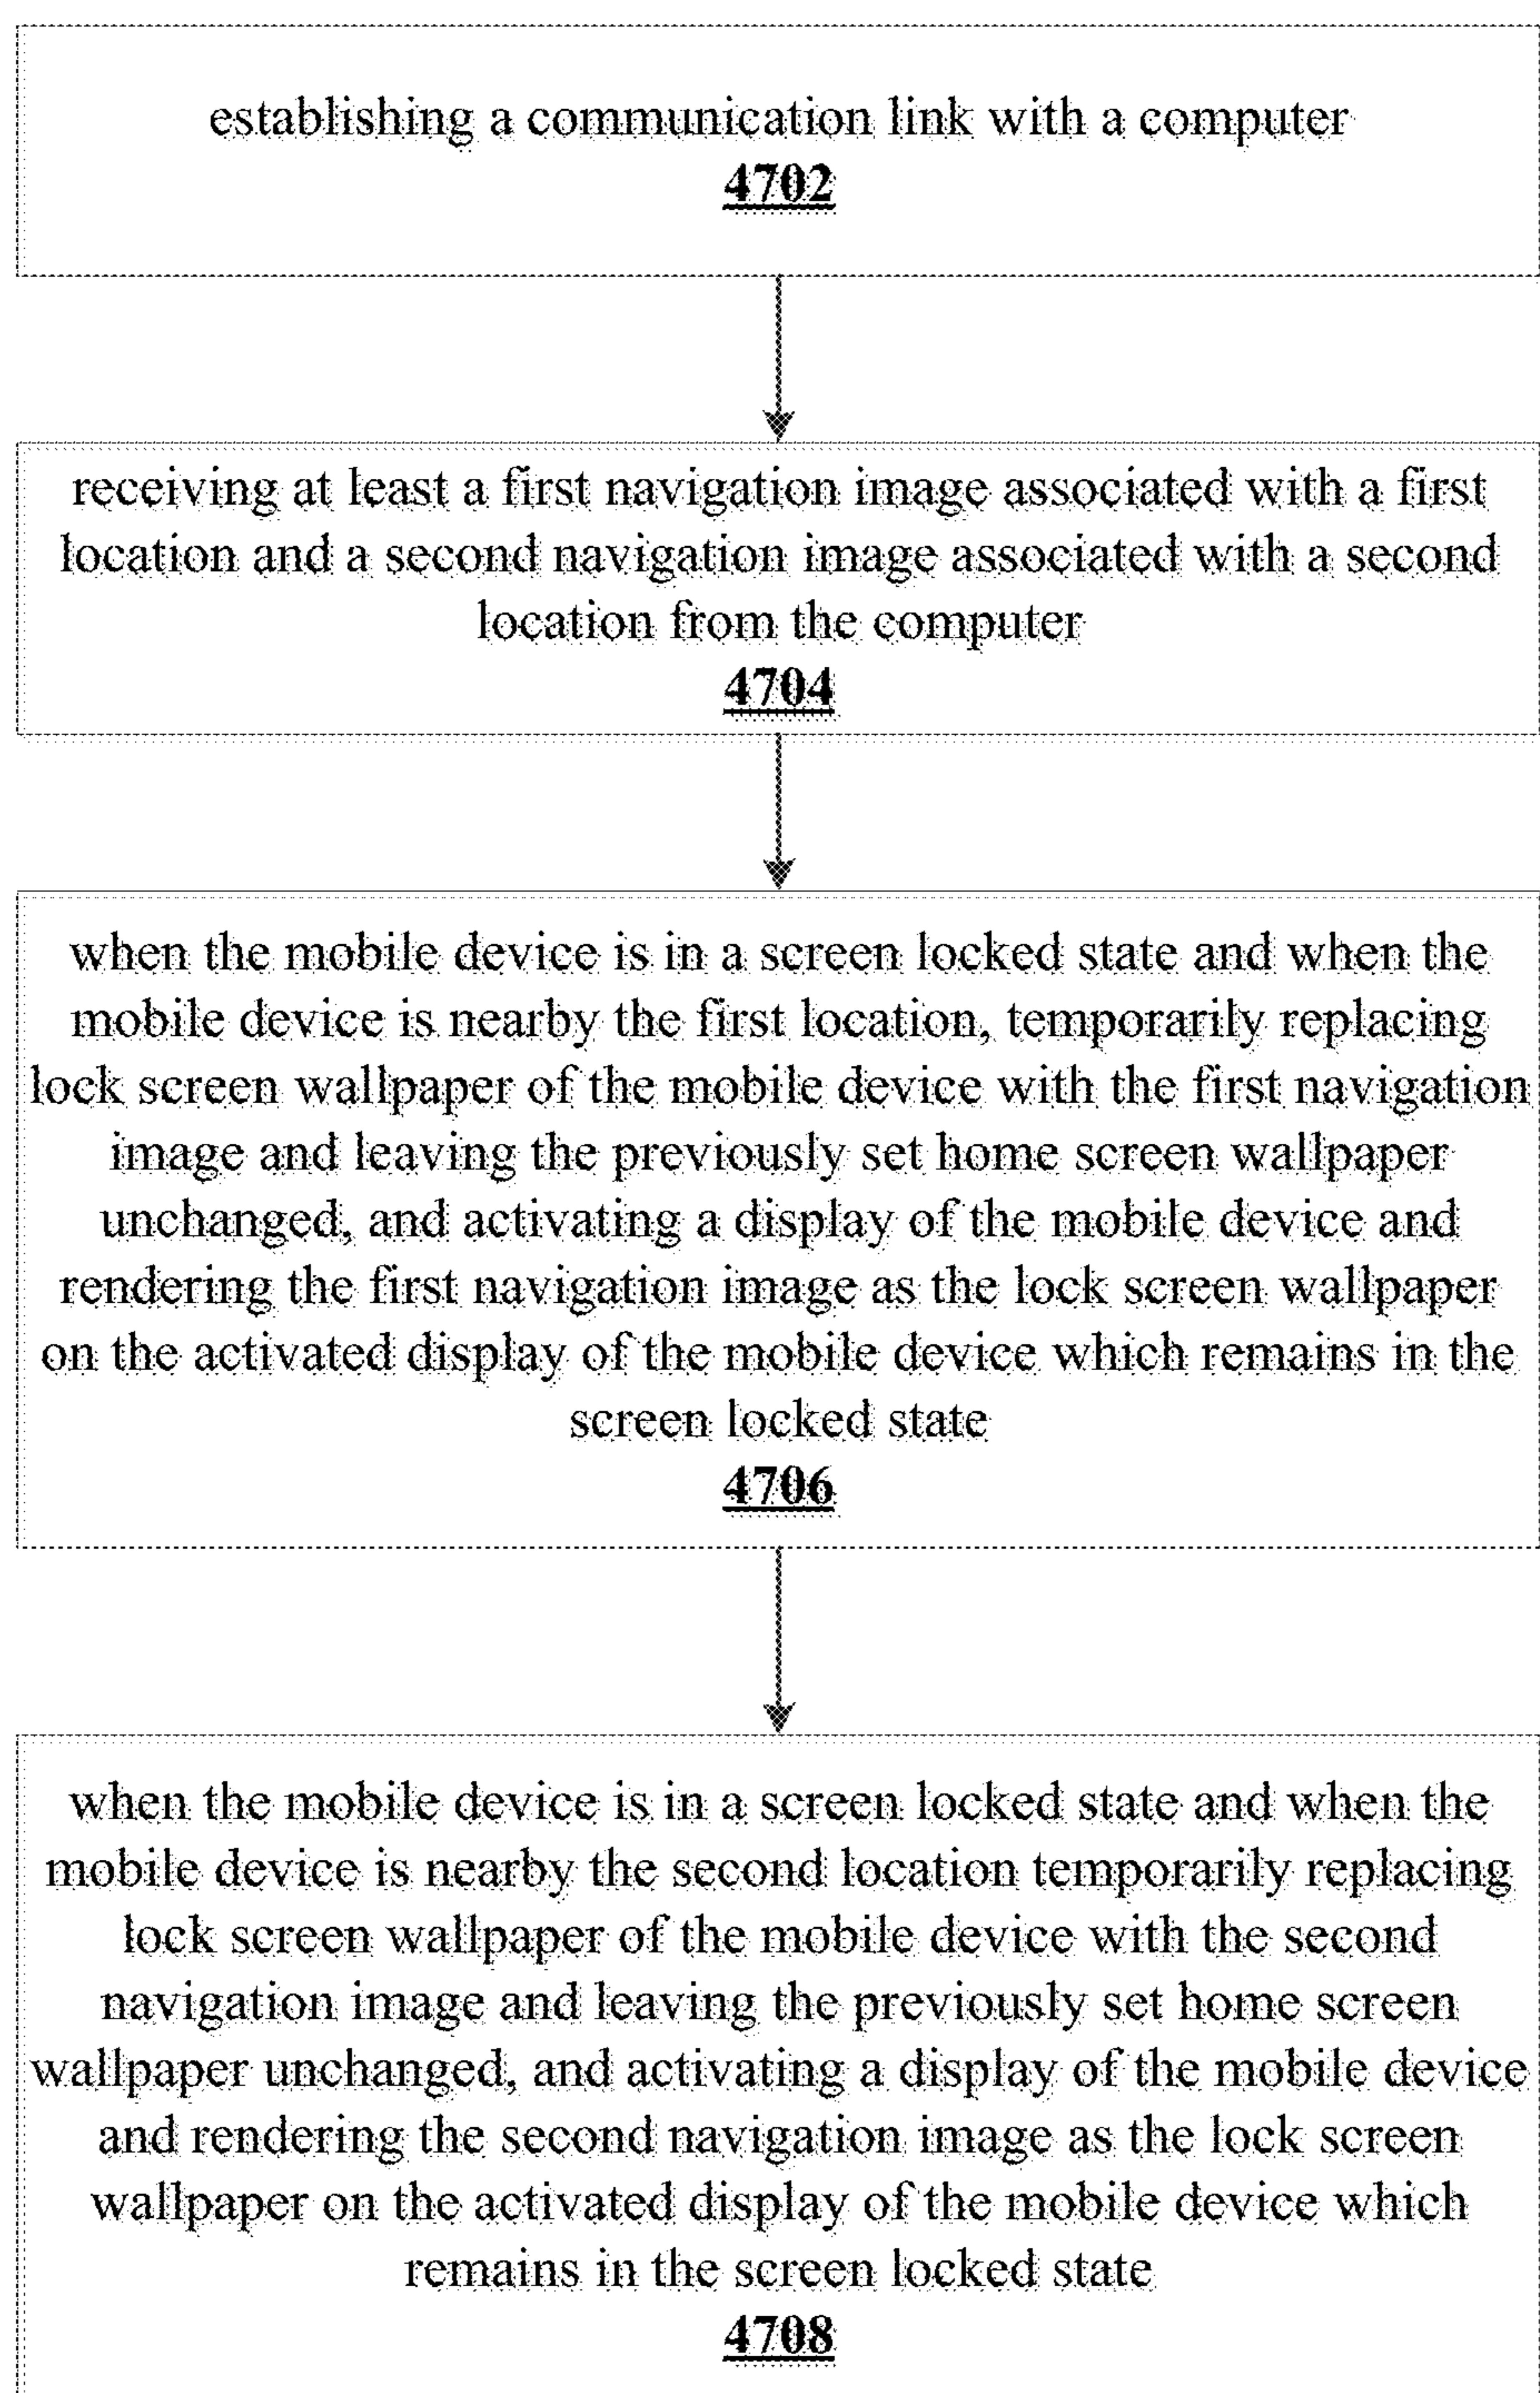 establishing a communication link with a computer
4702
receiving at least a first navigation image associated with a first
location and a second navigation image associated with a second
location from the computer
4704
when the mobile device is in a screen locked state and when the
mobile device is nearby the first location, temporarily replacing
lock screen wallpaper of the mobile device with the first navigation
image and leaving the previously set home screen wallpaper
unchanged, and activating a display of the mobile device and
rendering the first navigation image as the lock screen wallpaper
on the activated display of the mobile device which remains in the
screen locked state
4706
when the mobile device is in a screen locked state and when the
mobile device is nearby the second location temporarily replacing
lock screen wallpaper of the mobile device with the second
navigation image and leaving the previously set home screen
wallpaper unchanged, and activating a display of the mobile device
and rendering the second navigation image as the lock screen
wallpaper on the activated display of the mobile device which
remains in the screen locked state
4708